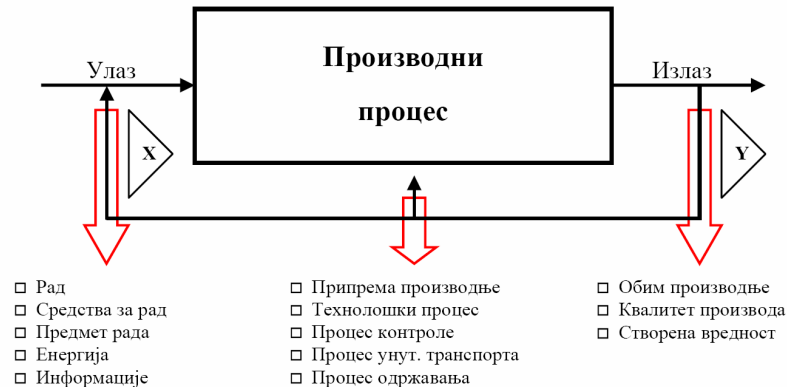 Производни
процес
Улаз
Излаз
X
Y
□ Рад
□ Средства за рад
□ Предмет рада
□ Енергија
□ Информације
□ Припрема производње
□ Технолошки процес
□ Процес контроле
□ Процес унут. транспорта
□ Процес одржавања
□ Обим производње
□ Квалитет производа
□ Створена вредност